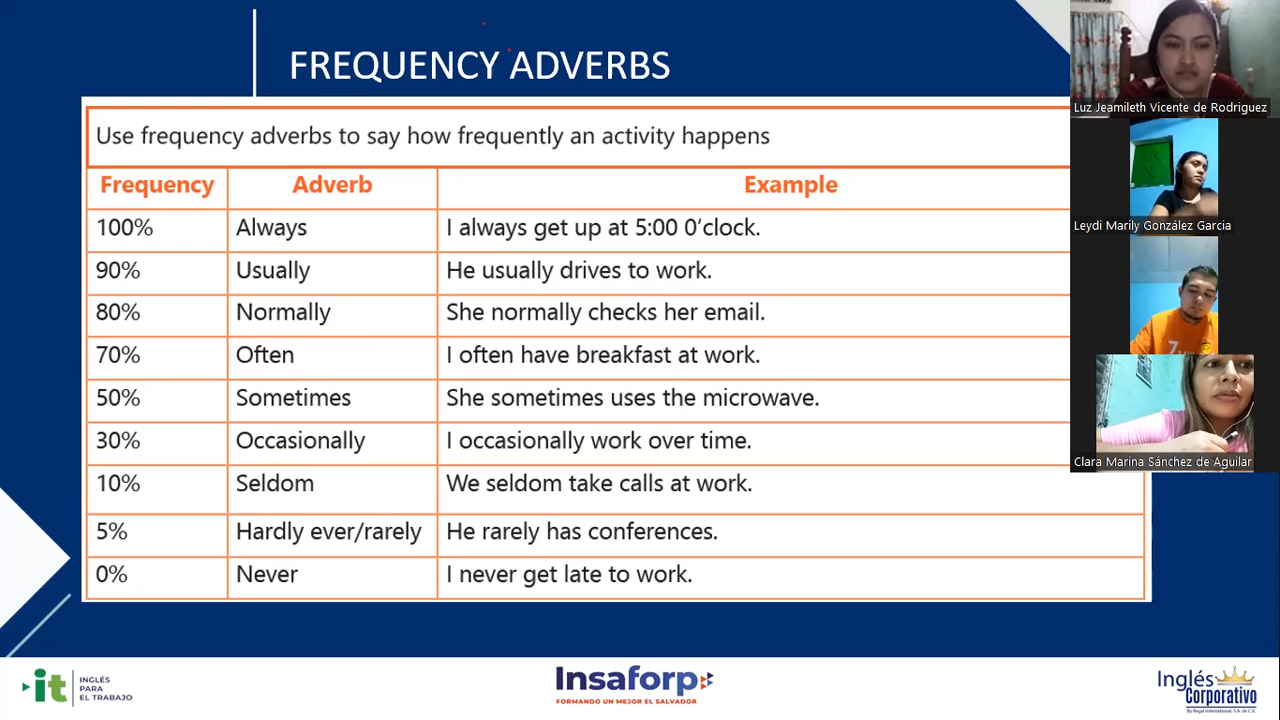 FREQUENCY ADVERBS
Use frequency adverbs to say how frequently an activity happens
Frequency Adverb Example
100% Always I always get up at 5:00 0’clock.
90% Usually He usually drives to work.
80% Normally She normally checks her email.
70% Often I often have breakfast at work.
50% Sometimes She sometimes uses the microwave.
30% Occasionally I occasionally work over time.
10% Seldom We seldom take calls at work.
5% Hardly ever/rarely He rarely has conferences.
0% Never I never get late to work.
Luz Jeamileth Vicente de Rodriguez
Leydi Marily González Garcia
Clara Marina Sánchez de Aguilar
it
INGLÉS
PARA
EL TRABAJO
Insaforp
FORMANDO UN MEJOR EL SALVADOR
Inglés
Corporativo
By Regal International, S.A. de C.V.